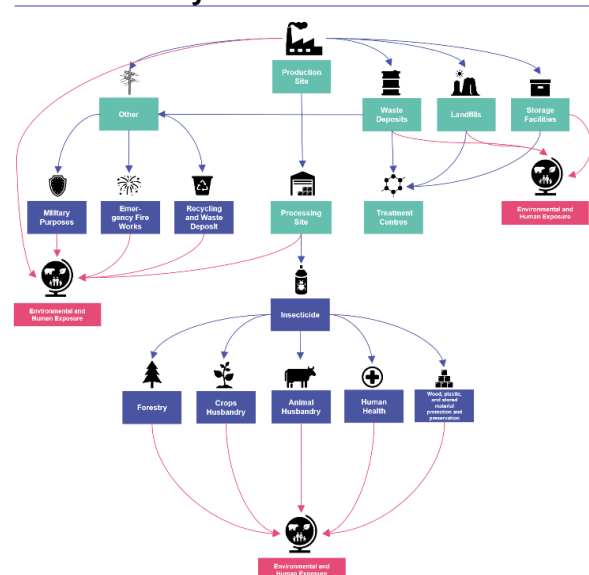 Production
Site
Other
Waste
Deposits
Landfills
Storage
Facilities
Military
Purposes
Emer-
gency Fire
Works
Recycling
and Waste
Deposit
Processing
Site
Treatment
Centres
Environmental and
Human Exposure
Environmental and
Human Exposure
Insecticide
Forestry
Crops
Husbandry
Animal
Husbandry
Human
Health
Wood, plastic,
and stored
material
protection and
preservation
Environmental and
Human Exposure